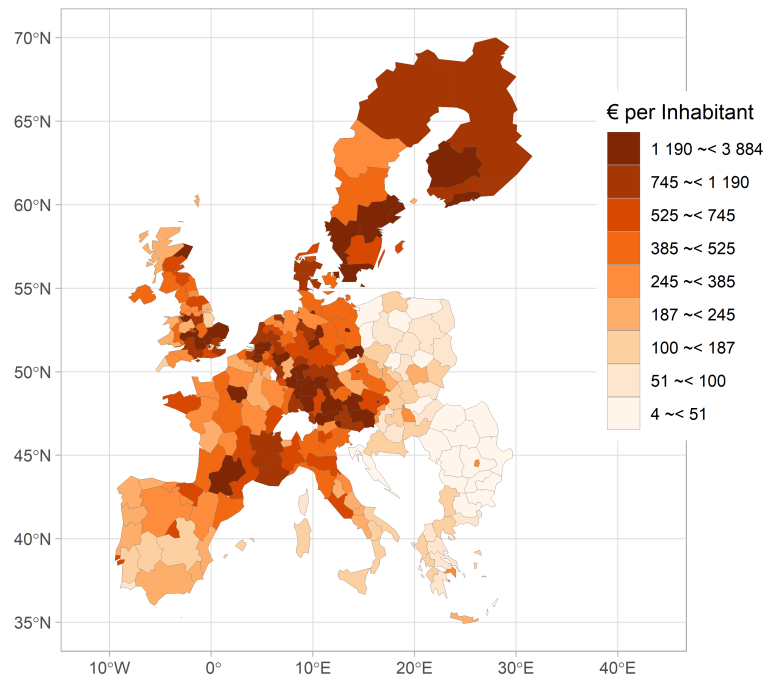 70°N
65°N
60°N
55°N
50°N
45°N
40°N
35°N
10°W
0°
10°E
20°E
30°E
40°E
€ per Inhabitant
1 190 ~< 3 884
745 ~< 1 190
525 ~< 745
385 ~< 525
245 ~< 385
187 ~< 245
100 ~< 187
51 ~< 100
4 ~< 51